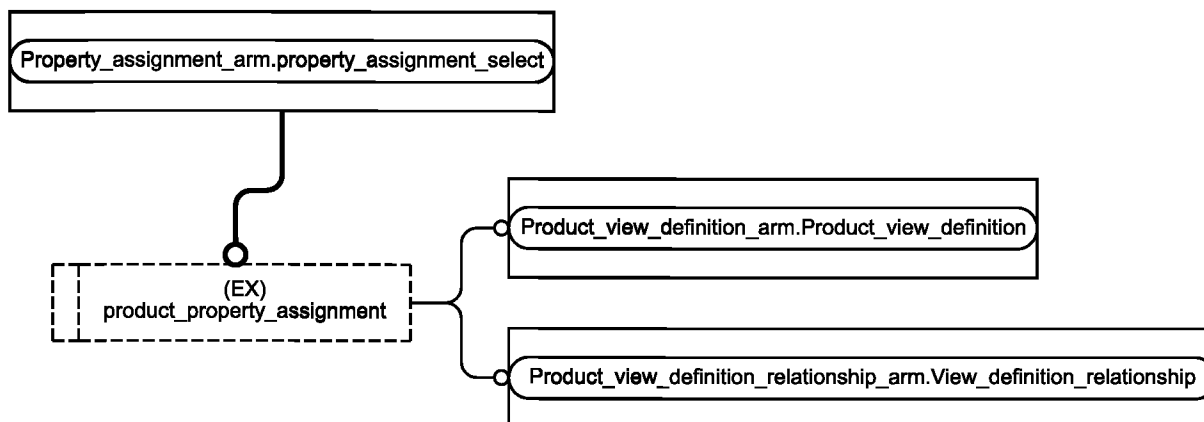 Property_assignment_arm.property_assignment_select
Product_view_definition_arm.Product_view_definition
(EX)
product_property_assignment
Product_view_definition_relationship_arm.View_definition_relationship